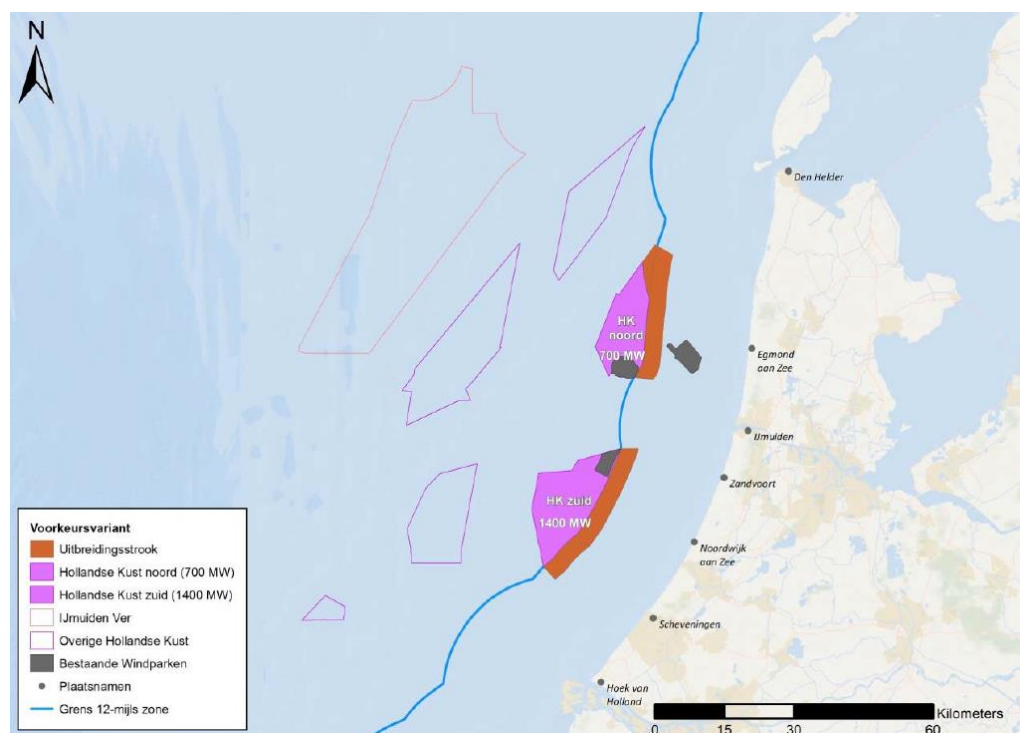 N
Den Helder
HK
noord
700 MW
Egmond
aan Zee
IJmuiden
HK zuid
1400 MW
Zandvoort
Noordwijk
aan Zee
Scheveningen
Hoek van
Holland
Voorkeursvariant
Uitbreidingsstrook
Hollandse Kust noord (700 MW)
Hollandse Kust zuid (1400 MW)
IJmuiden Ver
Overige Hollandse Kust
Bestaande Windparken
Plaatsnamen
Grens 12-mijls zone
Kilometers
0 15 30 60